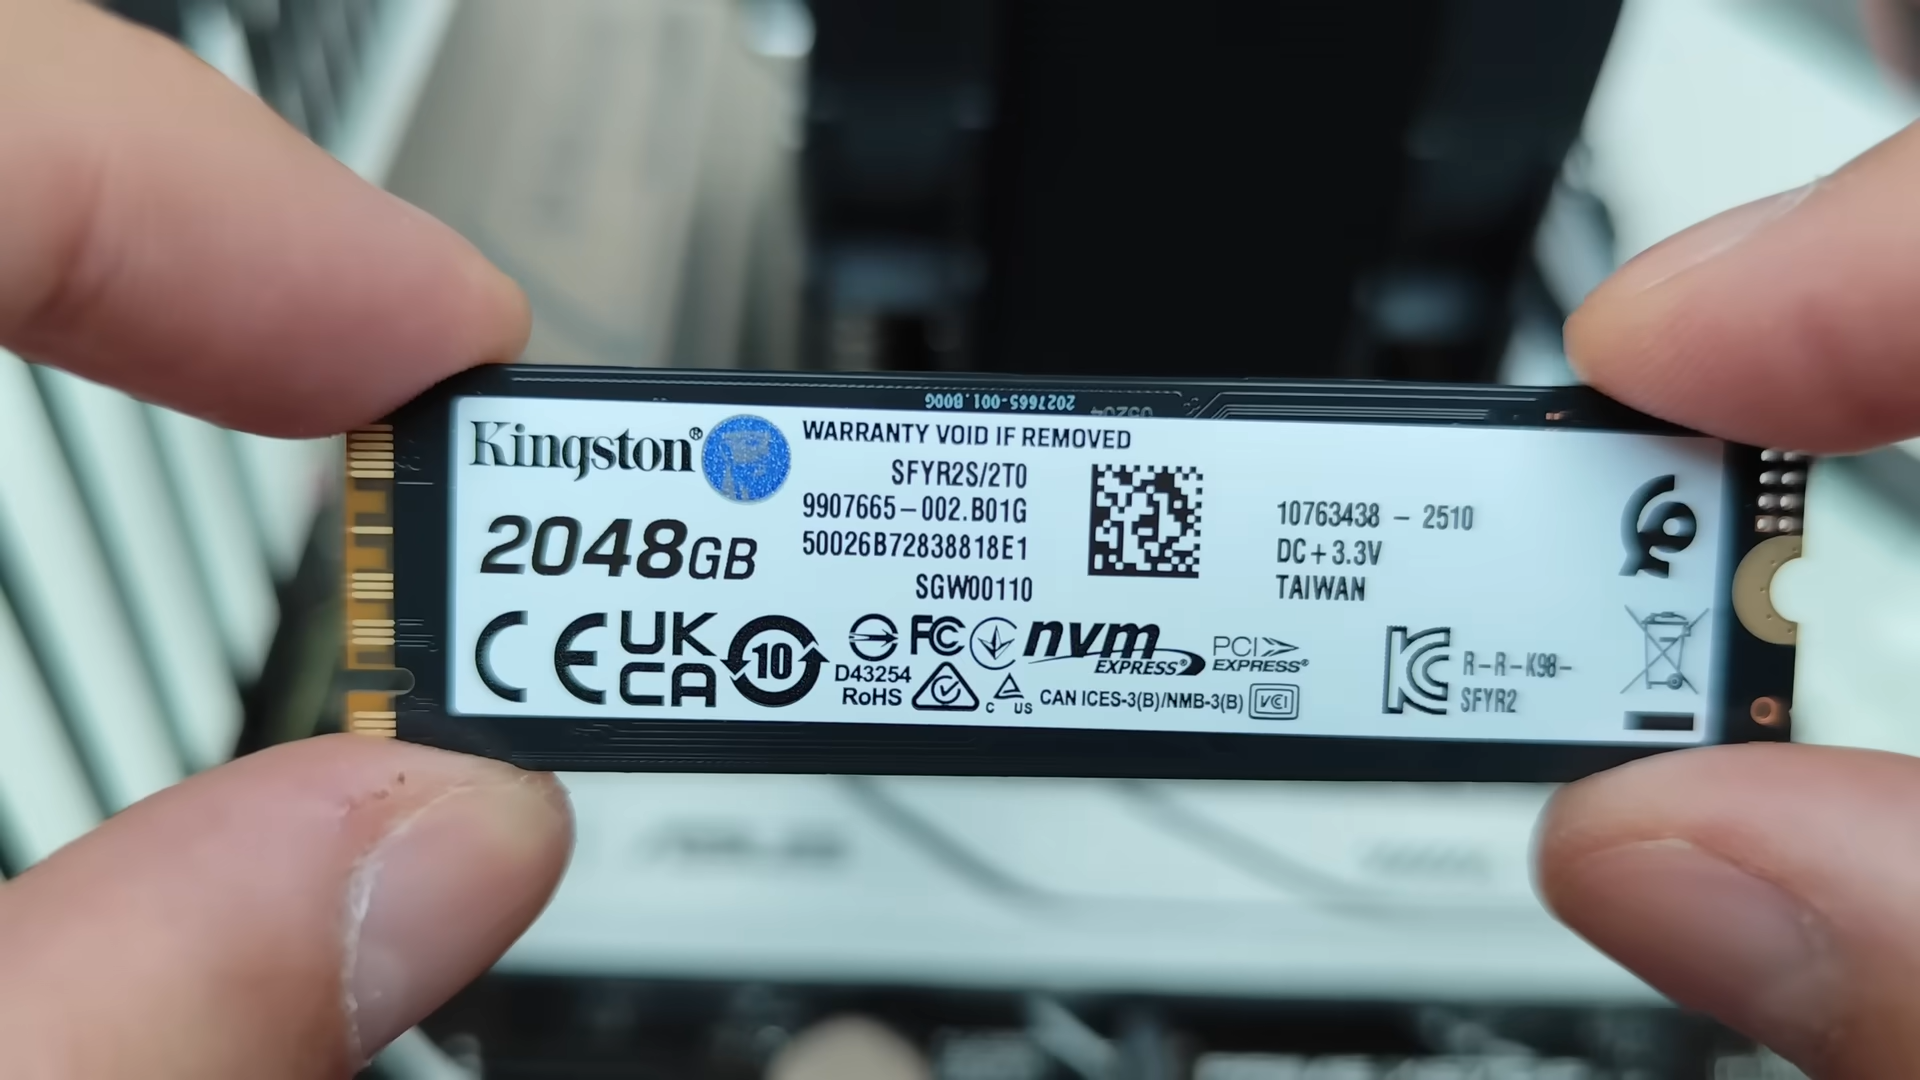 2027665-001.B00G
Kingston®
WARRANTY VOID IF REMOVED
SFYR2S/2T0
9907665-002.B01G
50026B72838818E1
SGW00110
2048GB
10763438 - 2510
DC+3.3V
TAIWAN
CE
UK
CA
10
D43254
RoHS
FC
nvm
EXPRESS®
PCI
EXPRESS®
C US
CAN ICES-3(B)/NMB-3(B)
VCI
KC
R-R-K98-
SFYR2